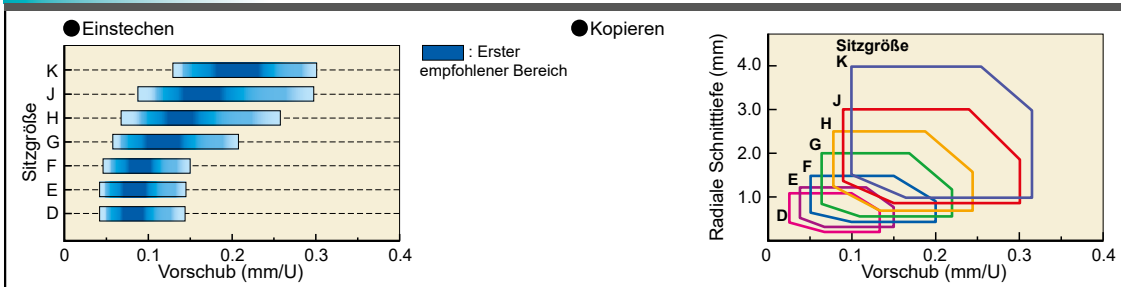 ●Einstechen
: Erster
empfohlener Bereich
K
J
H
G
F
E
D
Sitzgröße
0 0.1 0.2 0.3 0.4
Vorschub (mm/U)
●Kopieren
Sitzgröße
K
J
H
G
F
E
D
4.0
3.0
2.0
1.0
Radiale Schnitttiefe (mm)
0 0.1 0.2 0.3 0.4
Vorschub (mm/U)